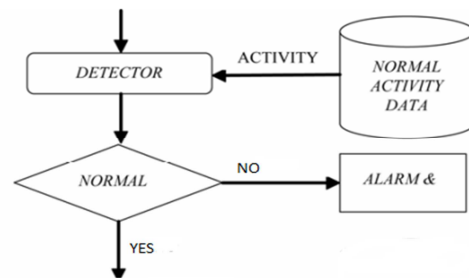 DETECTOR
ACTIVITY
NORMAL
ACTIVITY
DATA
NORMAL
NO
ALARM &
YES